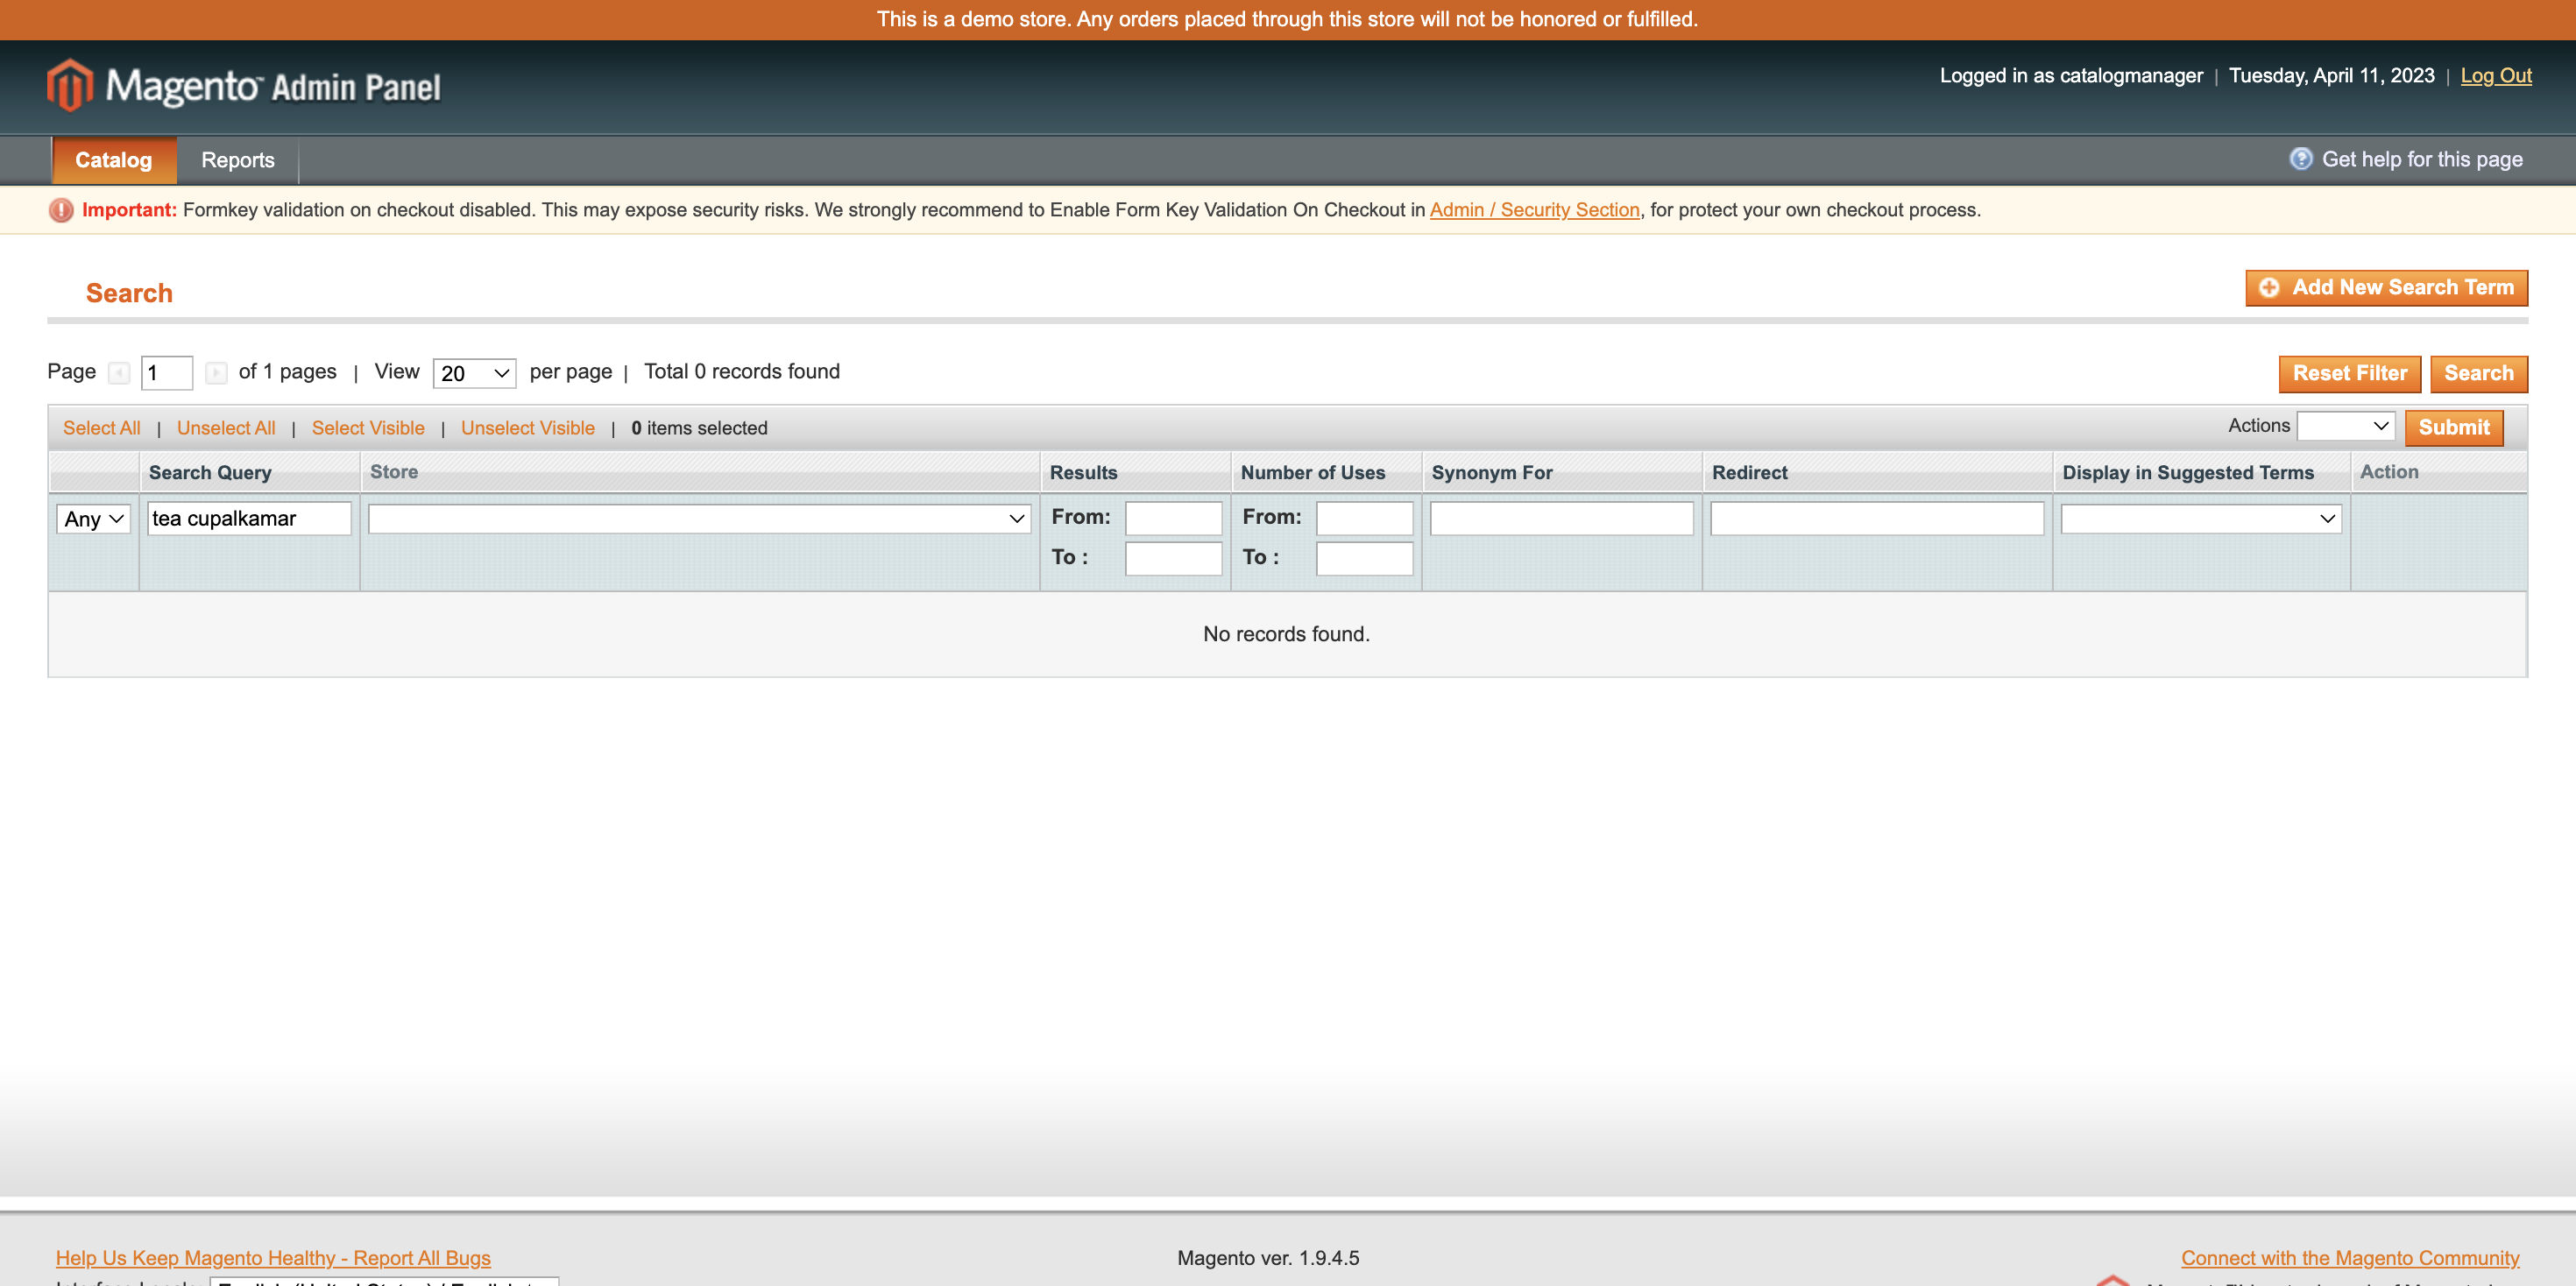 This is a demo store. Any orders placed through this store will not be honored or fulfilled.
Magento™ Admin Panel
Logged in as catalogmanager | Tuesday, April 11, 2023 | Log Out
Catalog Reports Get help for this page
Important: Formkey validation on checkout disabled. This may expose security risks. We strongly recommend to Enable Form Key Validation On Checkout in Admin / Security Section, for protect your own checkout process.
Search Add New Search Term
Page 1 of 1 pages | View 20 per page | Total 0 records found Reset Filter Search
Select All | Unselect All | Select Visible | Unselect Visible | 0 items selected Actions Submit
Search Query Store Results Number of Uses Synonym For Redirect Display in Suggested Terms Action
Any tea cupalkamar From: From:
To : To :
No records found.
Help Us Keep Magento Healthy - Report All Bugs Magento ver. 1.9.4.5 Connect with the Magento Community